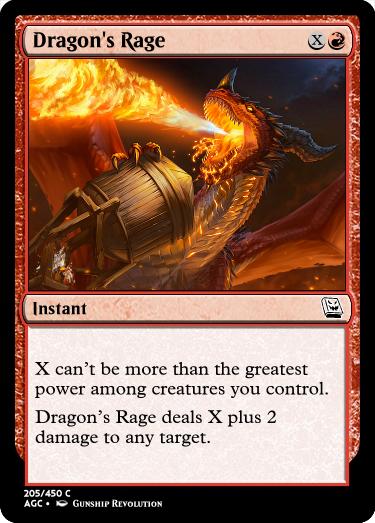 Dragon's Rage X
Instant
X can't be more than the greatest
power among creatures you control.
Dragon's Rage deals X plus 2
damage to any target.
205/450 C
AGC • Gunship Revolution